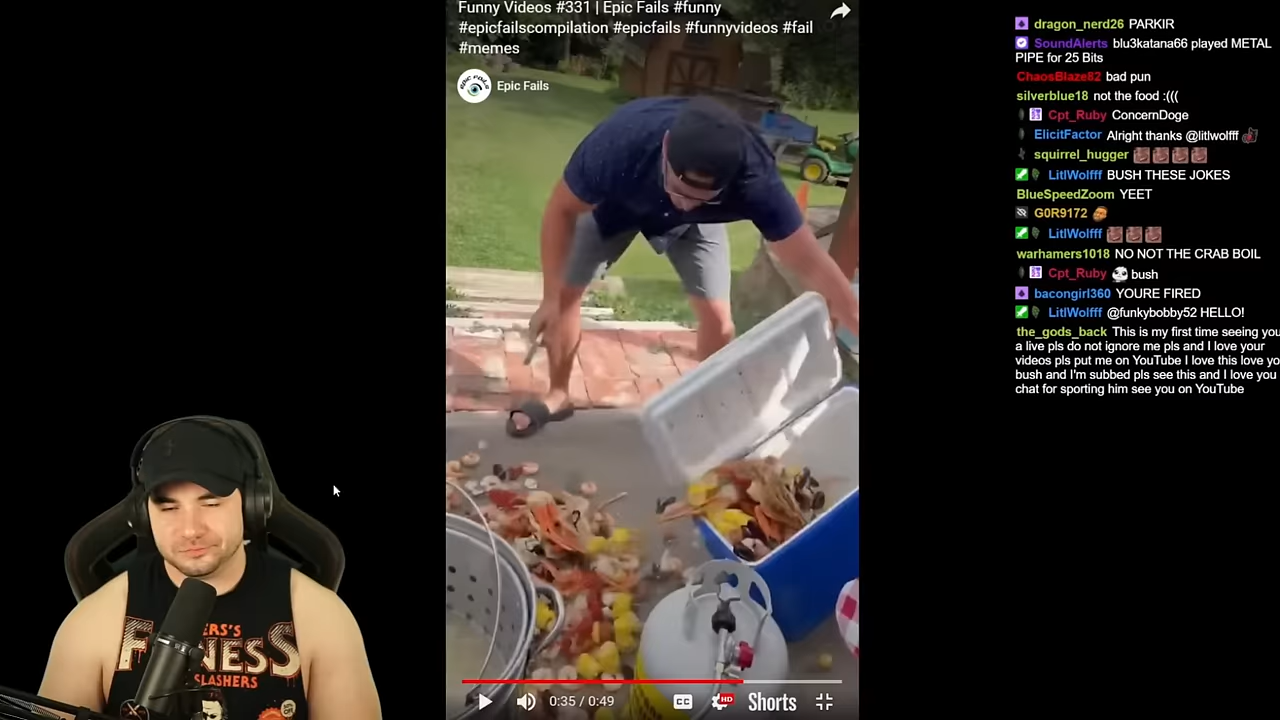 Funny Videos #331 | Epic Fails #funny
#epicfailscompilation #epicfails #funnyvideos #fail
#memes
EPIC FAILS
Epic Fails
0:35 / 0:49
CC
HD
Shorts
FITNESS
SLASHERS
dragon_nerd26 PARKIR
SoundAlerts blu3katana66 played METAL
PIPE for 25 Bits
ChaosBlaze82 bad pun
silverblue18 not the food :(((
Cpt_Ruby ConcernDoge
ElicitFactor Alright thanks @litlwolfff
squirrel_hugger
LitlWolfff BUSH THESE JOKES
BlueSpeedZoom YEET
G0R9172
LitlWolfff
warhamers1018 NO NOT THE CRAB BOIL
Cpt_Ruby bush
bacongirl360 YOURE FIRED
LitlWolfff @funkybobby52 HELLO!
the_gods_back This is my first time seeing you
a live pls do not ignore me pls and I love your
videos pls put me on YouTube I love this love yo
bush and I'm subbed pls see this and I love you
chat for sporting him see you on YouTube